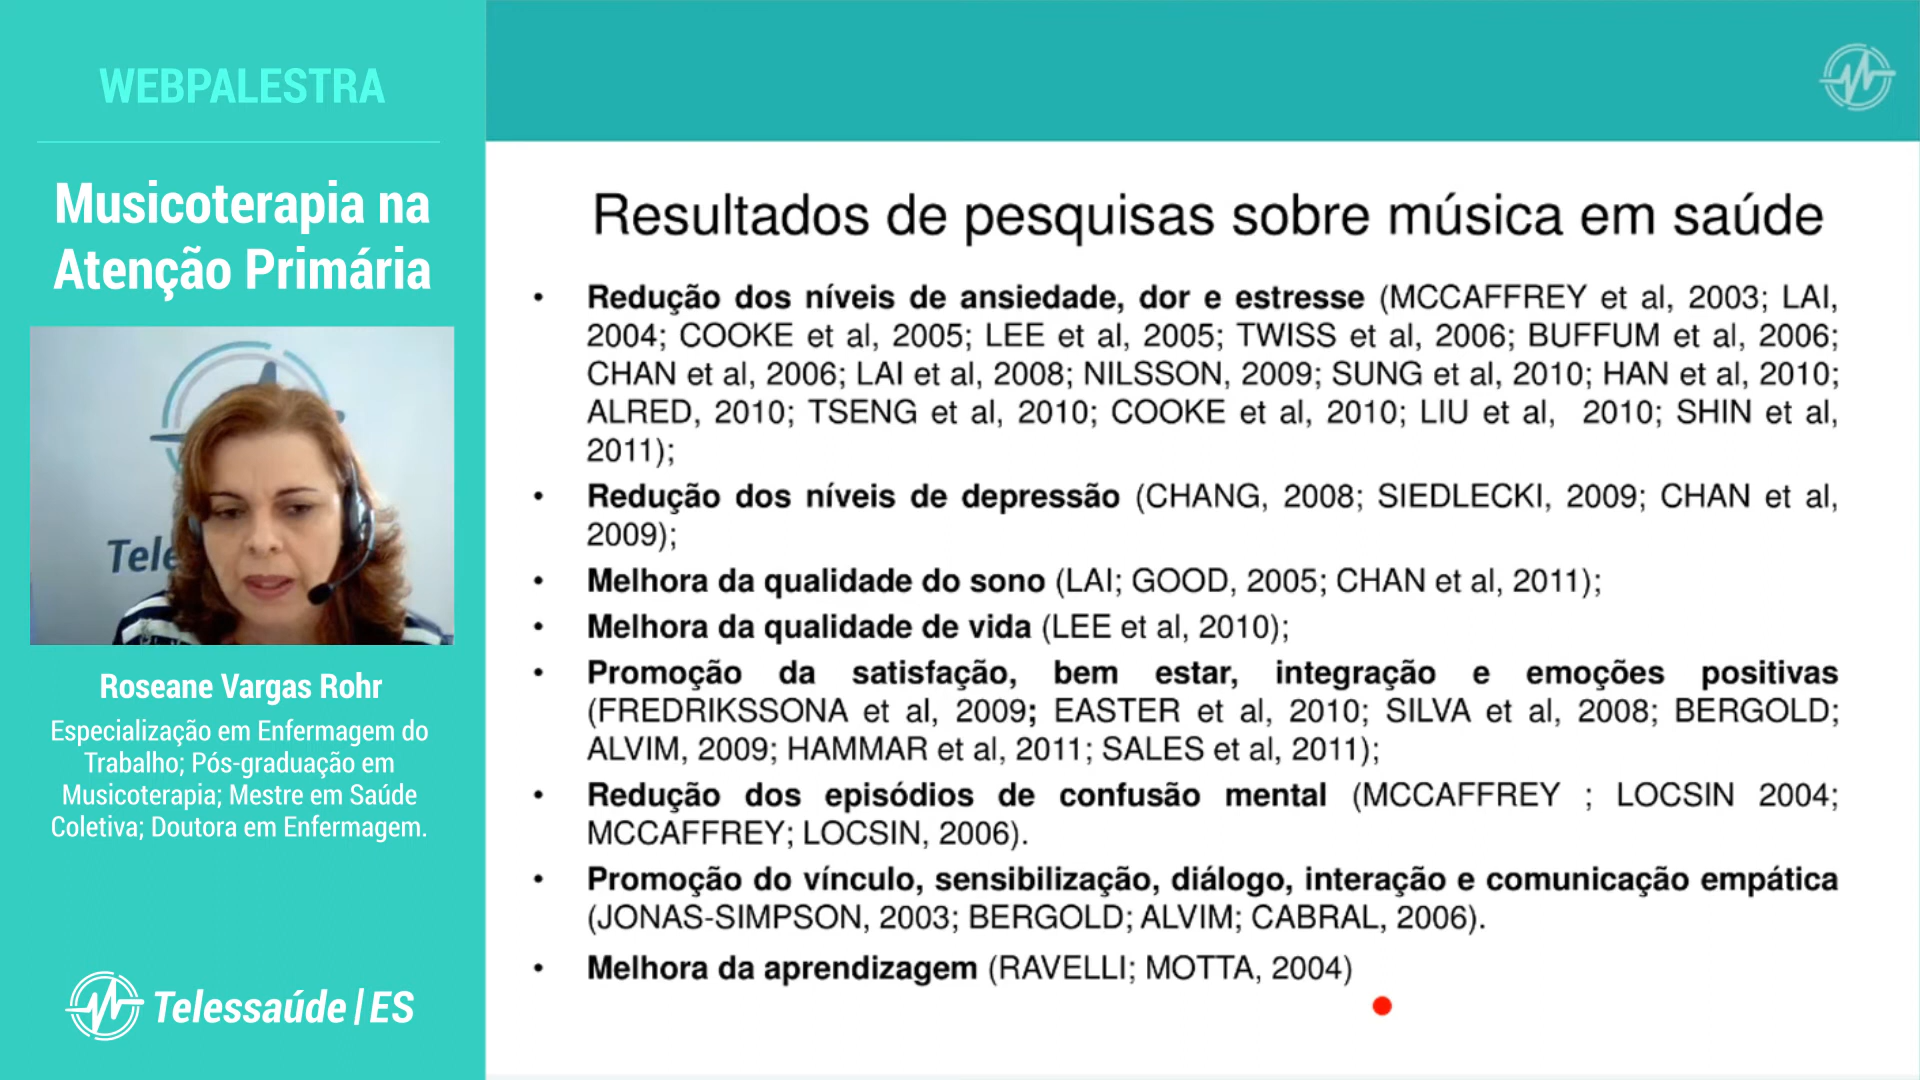 WEBPALESTRA
Musicoterapia na
Atenção Primária
Tele
Roseane Vargas Rohr
Especialização em Enfermagem do
Trabalho; Pós-graduação em
Musicoterapia; Mestre em Saúde
Coletiva; Doutora em Enfermagem.
Telessaúde|ES
Resultados de pesquisas sobre música em saúde
• Redução dos níveis de ansiedade, dor e estresse (MCCAFFREY et al, 2003; LAI,
2004; COOKE et al, 2005; LEE et al, 2005; TWISS et al, 2006; BUFFUM et al, 2006;
CHAN et al, 2006; LAI et al, 2008; NILSSON, 2009; SUNG et al, 2010; HAN et al, 2010;
ALRED, 2010; TSENG et al, 2010; COOKE et al, 2010; LIU et al, 2010; SHIN et al,
2011);
• Redução dos níveis de depressão (CHANG, 2008; SIEDLECKI, 2009; CHAN et al,
2009);
• Melhora da qualidade do sono (LAI; GOOD, 2005; CHAN et al, 2011);
• Melhora da qualidade de vida (LEE et al, 2010);
• Promoção da satisfação, bem estar, integração e emoções positivas
(FREDRIKSSONA et al, 2009; EASTER et al, 2010; SILVA et al, 2008; BERGOLD;
ALVIM, 2009; HAMMAR et al, 2011; SALES et al, 2011);
• Redução dos episódios de confusão mental (MCCAFFREY ; LOCSIN 2004;
MCCAFFREY; LOCSIN, 2006).
• Promoção do vínculo, sensibilização, diálogo, interação e comunicação empática
(JONAS-SIMPSON, 2003; BERGOLD; ALVIM; CABRAL, 2006).
• Melhora da aprendizagem (RAVELLI; MOTTA, 2004)